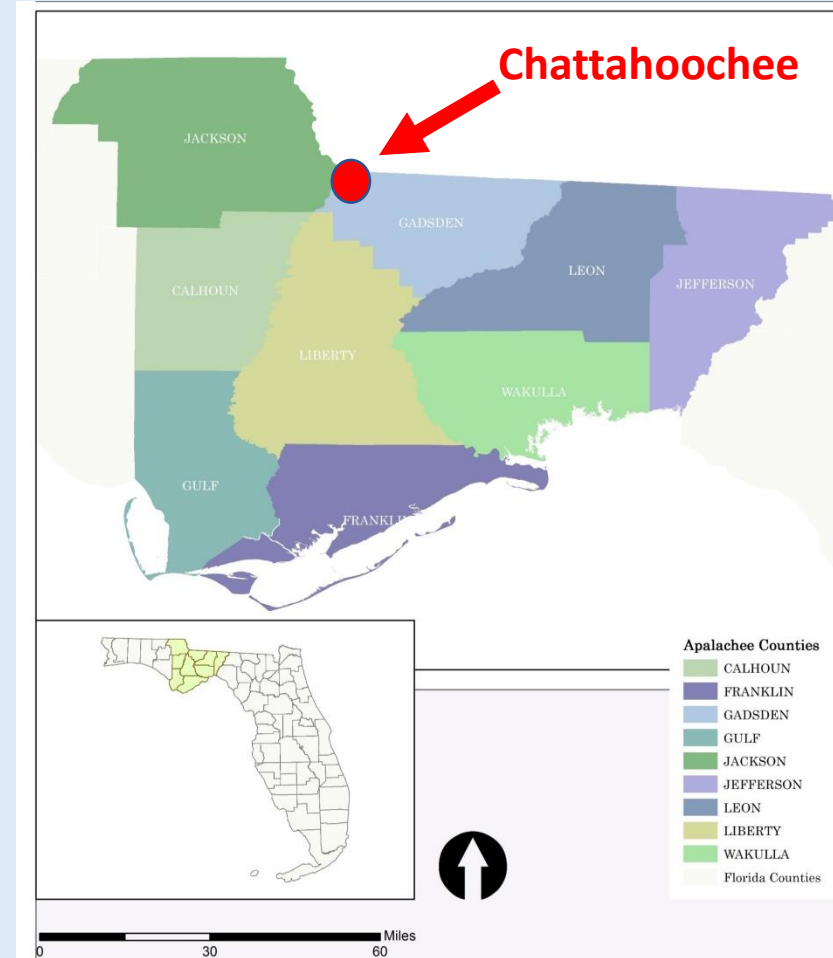 Chattahoochee
JACKSON
GADSDEN
LEON
JEFFERSON
CALHOUN
LIBERTY
WAKULLA
GULF
FRANKLIN
Apalachee Counties
CALHOUN
FRANKLIN
GADSDEN
GULF
JACKSON
JEFFERSON
LEON
LIBERTY
WAKULLA
Florida Counties
Miles
0 30 60